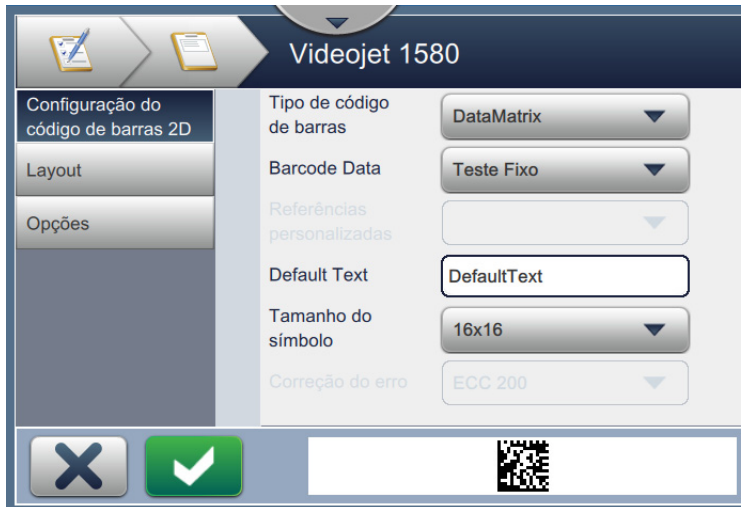 Videojet 1580
Configuração do
código de barras 2D
Layout
Opções
Tipo de código
de barras
DataMatrix
Barcode Data
Teste Fixo
Referências
personalizadas
Default Text
DefaultText
Tamanho do
símbolo
16x16
Correção do erro
ECC 200